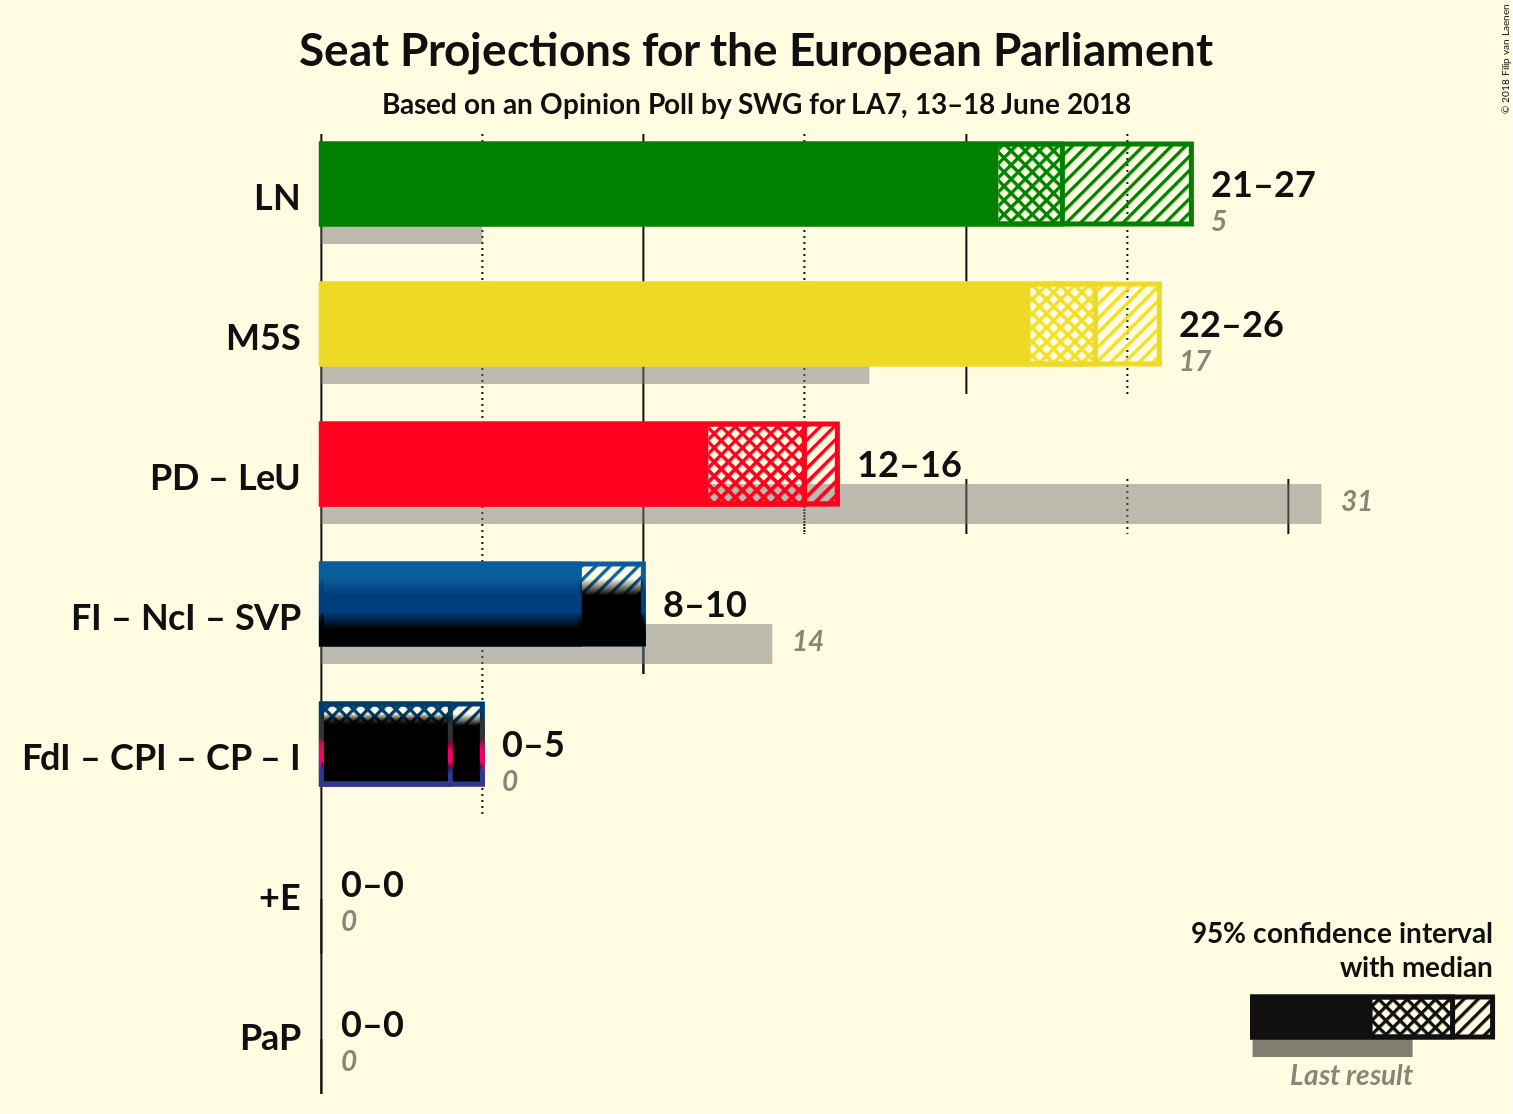 Seat Projections for the European Parliament
Based on an Opinion Poll by SWG for LA7, 13–18 June 2018
© 2018 Filip van Laenen
LN
21–27
5
M5S
22–26
17
PD – LeU
12–16
31
FI – NcI – SVP
8–10
14
FdI – CPI – CP – I
0–5
0
+E
0–0
0
PaP
0–0
0
95% confidence interval
with median
Last result